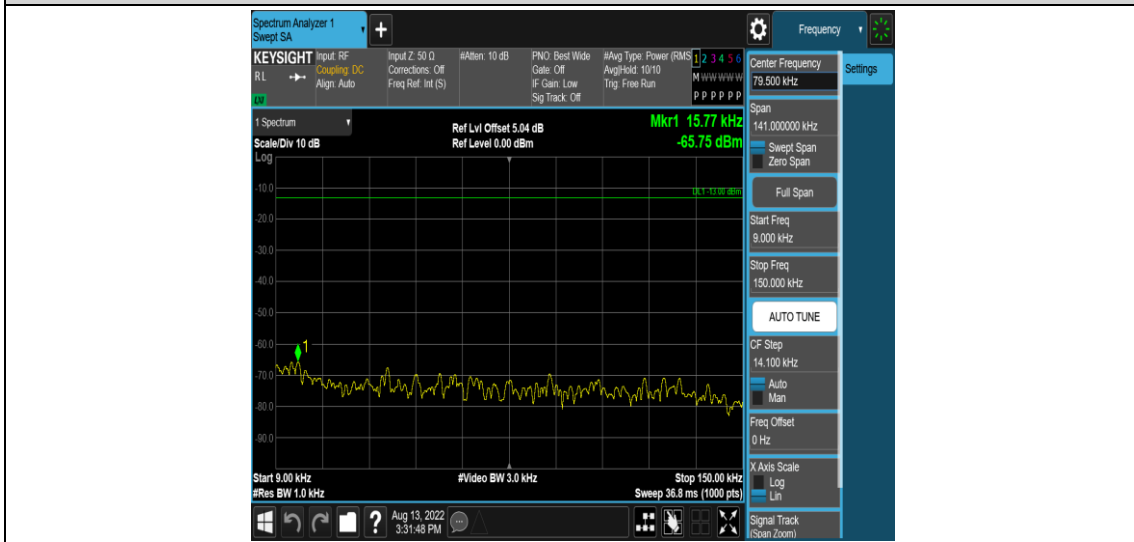 Spectrum Analyzer 1
Swept SA
+
Frequency
KEYSIGHT
R L
LXI
Input: RF
Coupling: DC
Align: Auto
Input Z: 50 Ω
Corrections: Off
Freq Ref: Int (S)
#Atten: 10 dB
PNO: Best Wide
Gate: Off
IF Gain: Low
Sig Track: Off
#Avg Type: Power (RMS
Avg|Hold: 10/10
Trig: Free Run
1 2 3 4 5 6
M W W W W W
P P P P P P
1 Spectrum
Scale/Div 10 dB
Log
Ref Lvl Offset 5.04 dB
Ref Level 0.00 dBm
Mkr1 15.77 kHz
-65.75 dBm
DL1 -13.00 dBm
-10.0
-20.0
-30.0
-40.0
-50.0
-60.0
-70.0
-80.0
-90.0
1
Start 9.00 kHz
#Res BW 1.0 kHz
#Video BW 3.0 kHz
Stop 150.00 kHz
Sweep 36.8 ms (1000 pts)
?
Aug 13, 2022
3:31:48 PM
Center Frequency
79.500 kHz
Settings
Span
141.000000 kHz
Swept Span
Zero Span
Full Span
Start Freq
9.000 kHz
Stop Freq
150.000 kHz
AUTO TUNE
CF Step
14.100 kHz
Auto
Man
Freq Offset
0 Hz
X Axis Scale
Log
Lin
Signal Track
(Span Zoom)